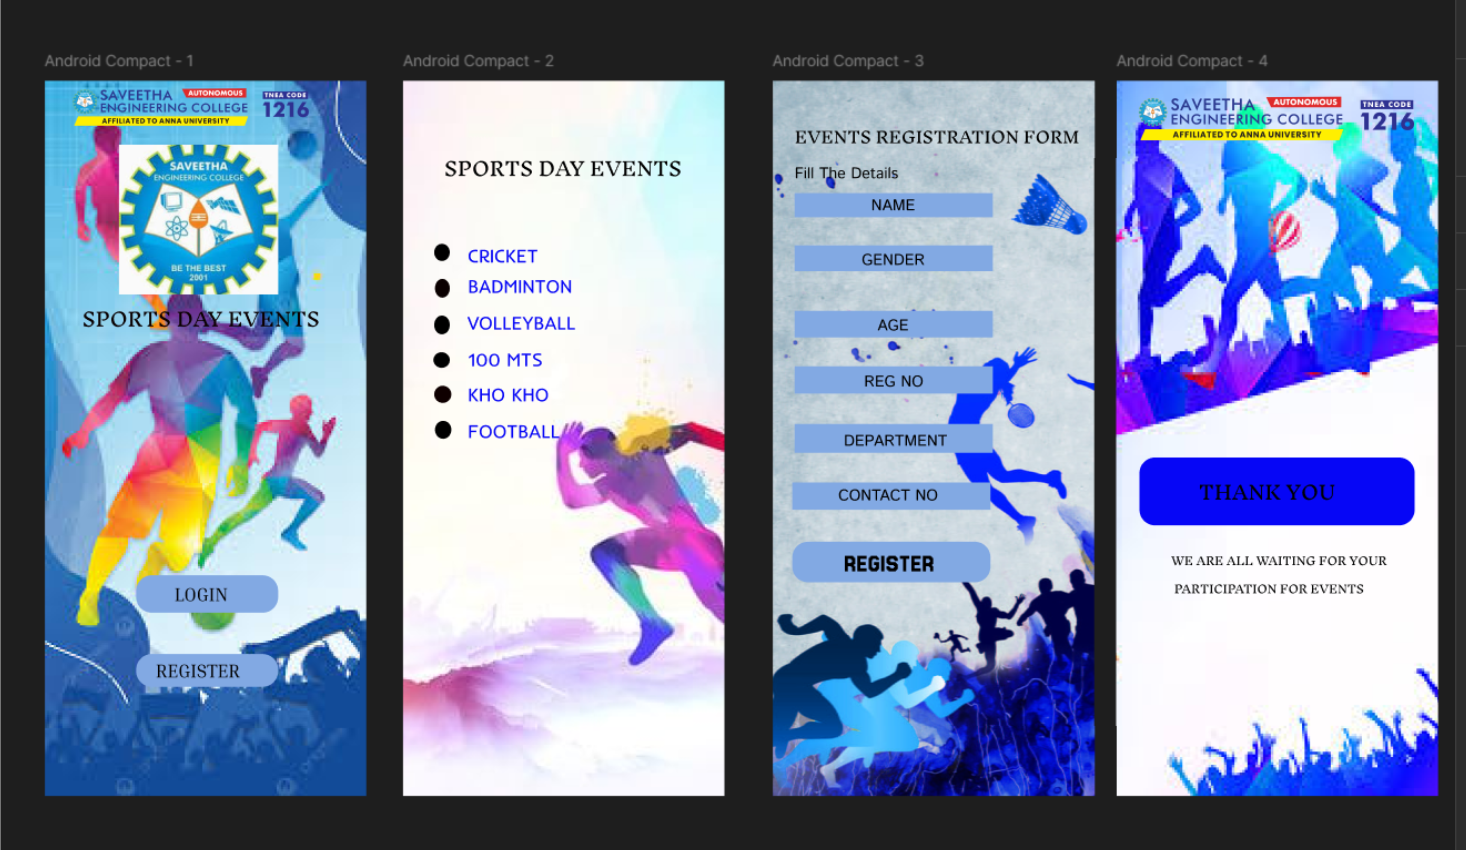 Android Compact - 1
SAVEETHA AUTONOMOUS
ENGINEERING COLLEGE
AFFILIATED TO ANNA UNIVERSITY
TNEA CODE
1216
SAVEETHA
ENGINEERING COLLEGE
BE THE BEST
2001
SPORTS DAY EVENTS
LOGIN
REGISTER
Android Compact - 2
SPORTS DAY EVENTS
CRICKET
BADMINTON
VOLLEYBALL
100 MTS
KHO KHO
FOOTBALL
Android Compact - 3
EVENTS REGISTRATION FORM
Fill The Details
NAME
GENDER
AGE
REG NO
DEPARTMENT
CONTACT NO
REGISTER
Android Compact - 4
SAVEETHA AUTONOMOUS
ENGINEERING COLLEGE
AFFILIATED TO ANNA UNIVERSITY
TNEA CODE
1216
THANK YOU
WE ARE ALL WAITING FOR YOUR
PARTICIPATION FOR EVENTS